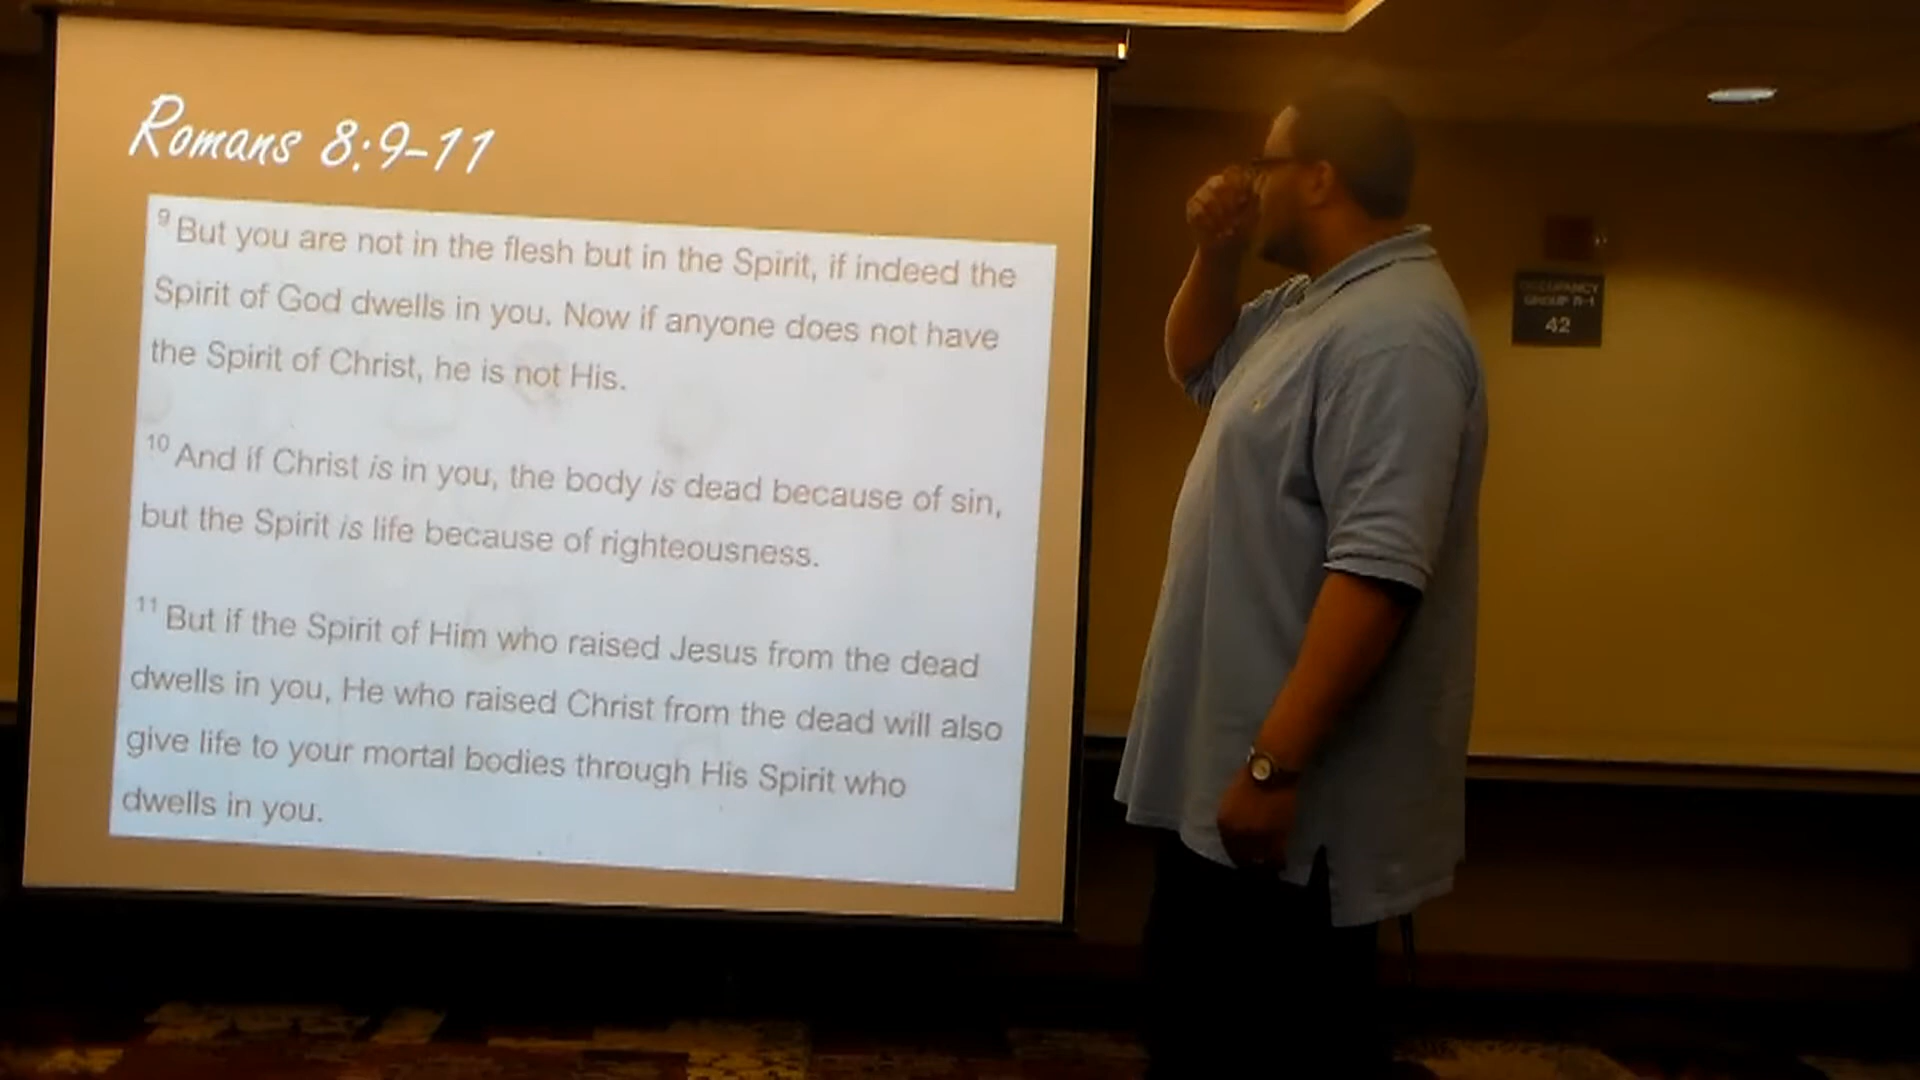 Romans 8:9-11
9 But you are not in the flesh but in the Spirit, if indeed the
Spirit of God dwells in you. Now if anyone does not have
the Spirit of Christ, he is not His.
10 And if Christ is in you, the body is dead because of sin,
but the Spirit is life because of righteousness.
11 But if the Spirit of Him who raised Jesus from the dead
dwells in you, He who raised Christ from the dead will also
give life to your mortal bodies through His Spirit who
dwells in you.
OCCUPANCY
GROUP R-1
42